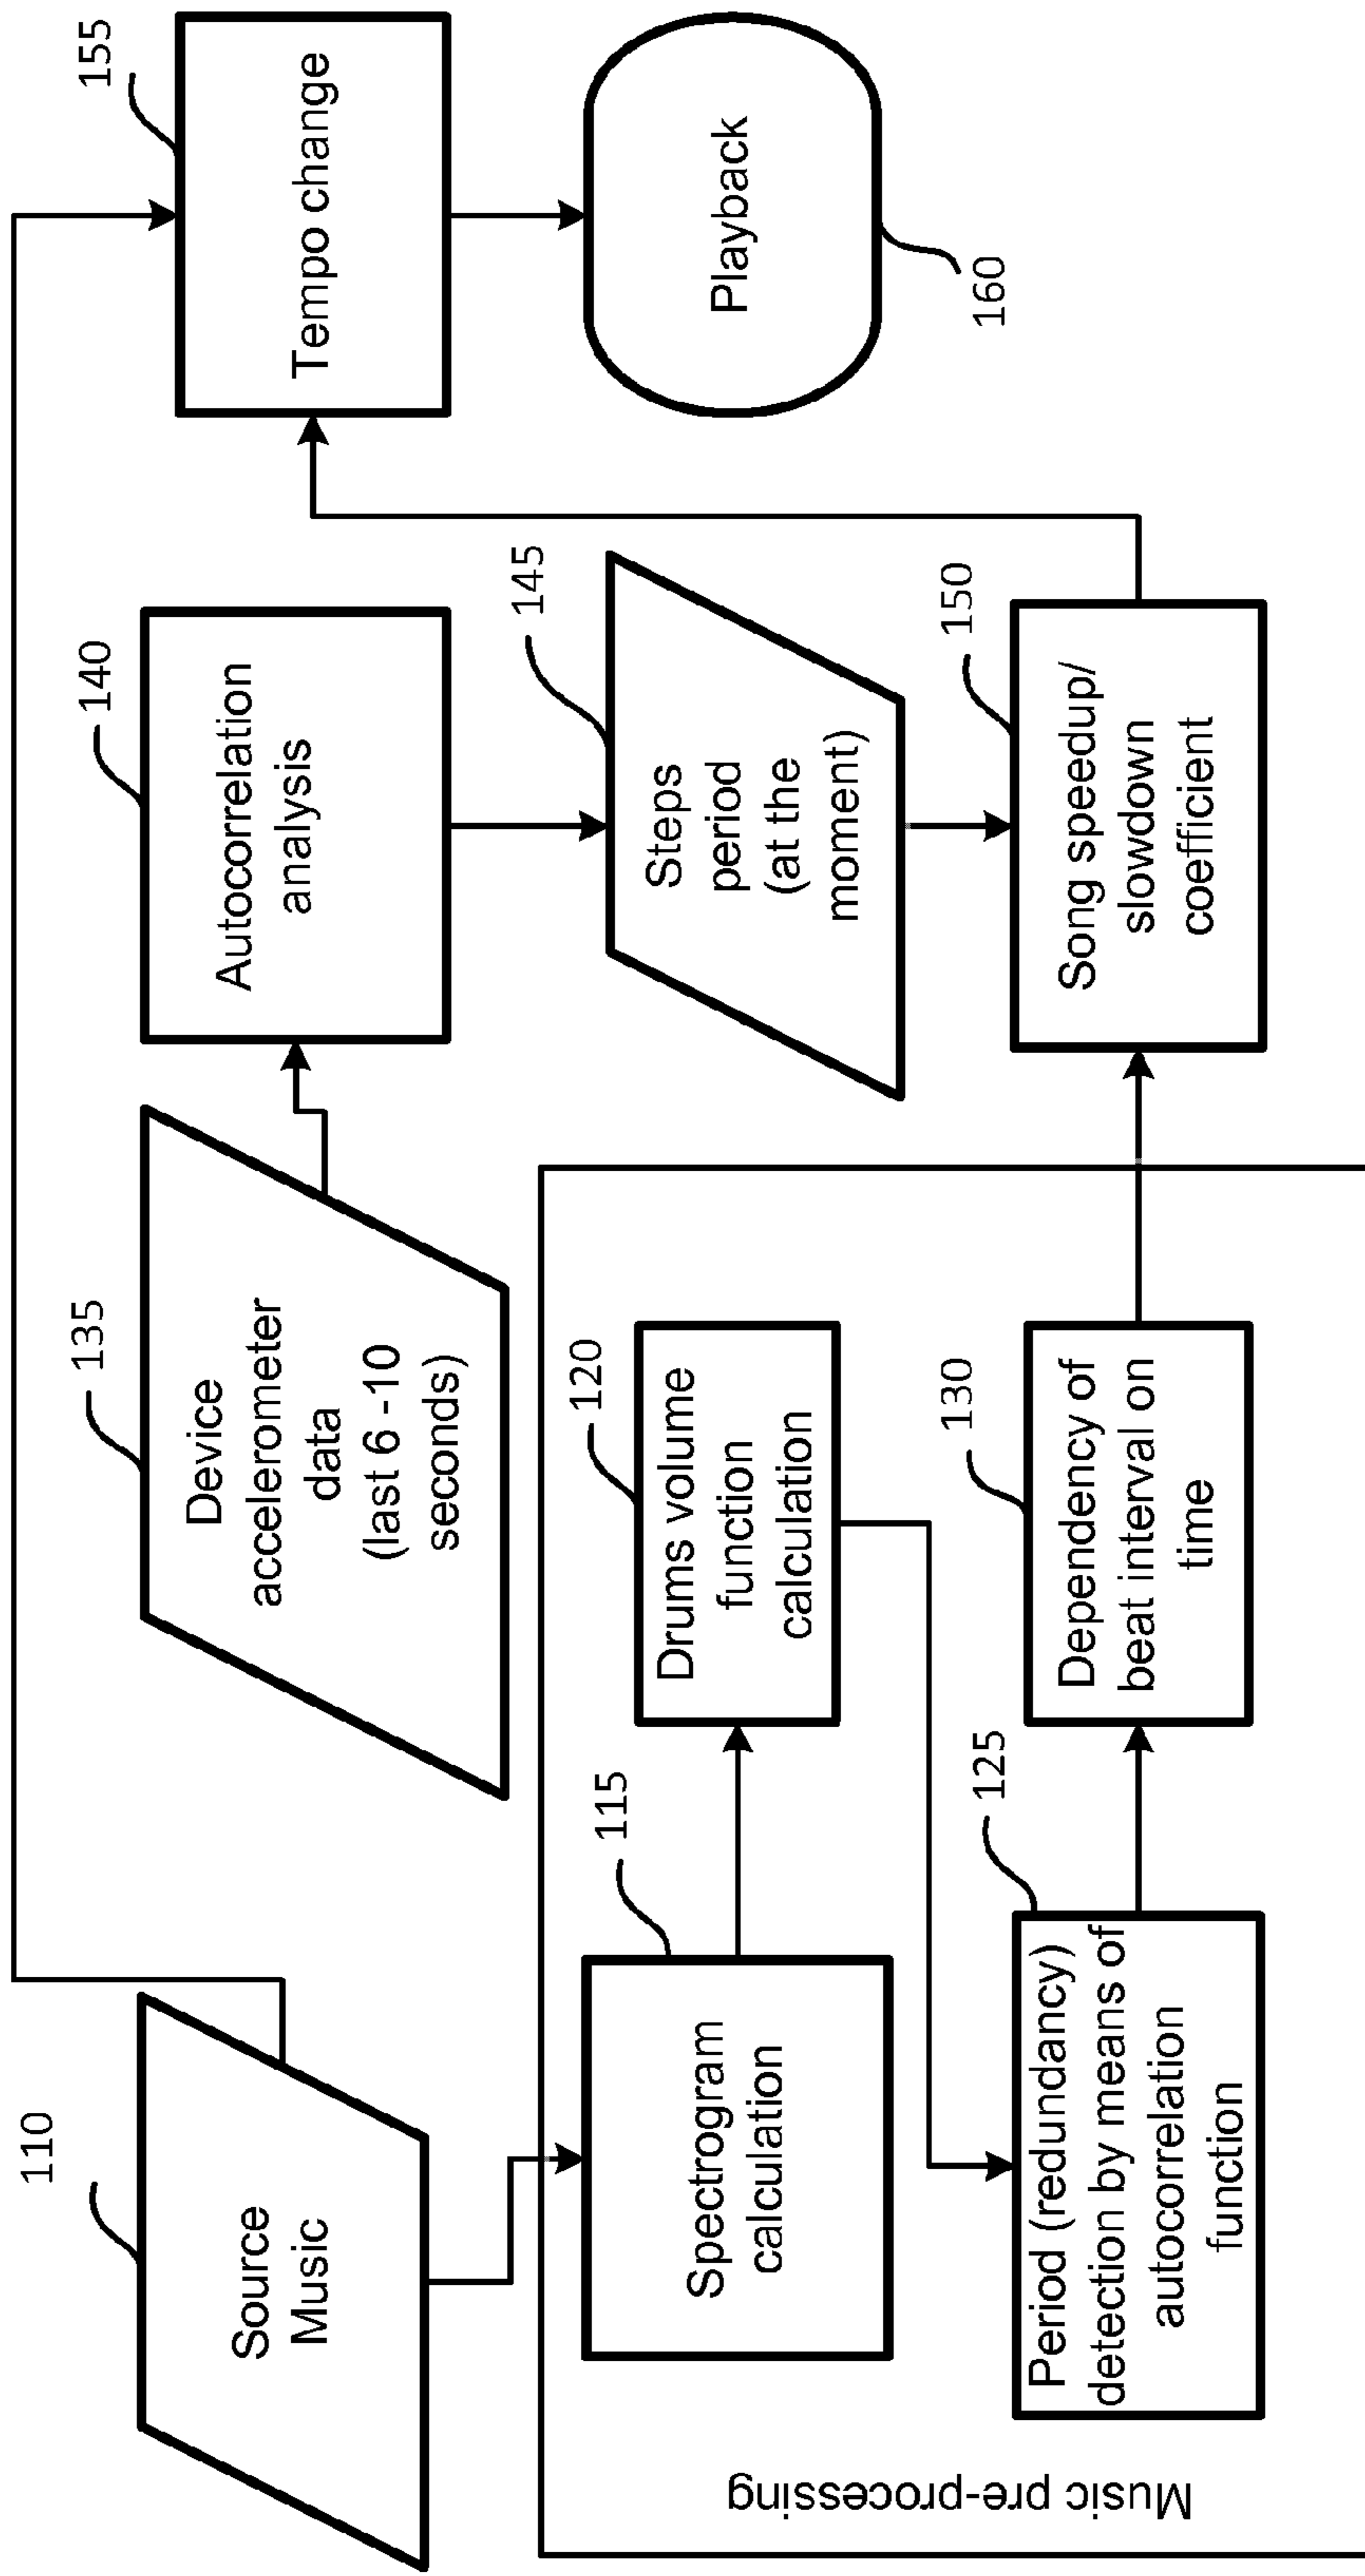 110
Source
Music
135
Device
accelerometer
data
(last 6 -10
seconds)
140
Autocorrelation
analysis
155
Tempo change
115
Spectrogram
calculation
120
Drums volume
function
calculation
145
Steps
period
(at the
moment)
Playback
160
125
Period (redundancy)
detection by means of
autocorrelation
function
130
Dependency of
beat interval on
time
150
Song speedup/
slowdown
coefficient
Music pre-processing